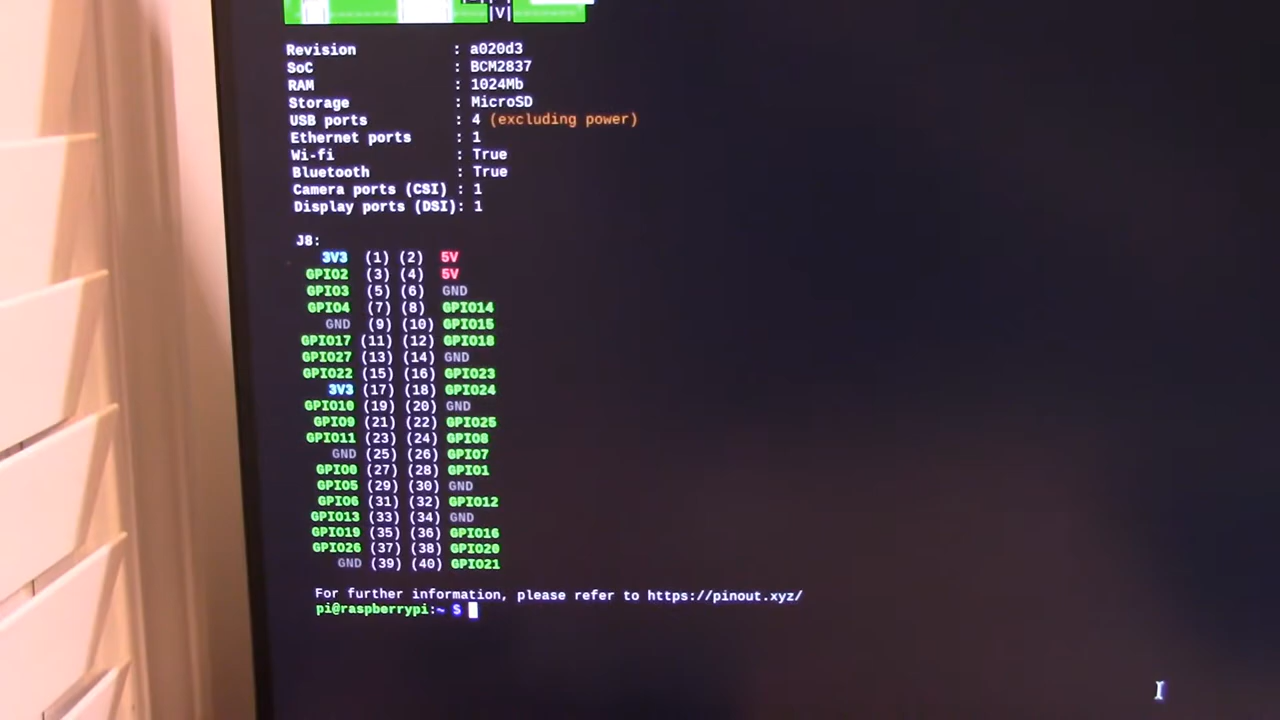 |V|
Revision : a020d3
SoC : BCM2837
RAM : 1024Mb
Storage : MicroSD
USB ports : 4 (excluding power)
Ethernet ports : 1
Wi-fi : True
Bluetooth : True
Camera ports (CSI) : 1
Display ports (DSI): 1
J8:
3V3 (1) (2) 5V
GPIO2 (3) (4) 5V
GPIO3 (5) (6) GND
GPIO4 (7) (8) GPIO14
GND (9) (10) GPIO15
GPIO17 (11) (12) GPIO18
GPIO27 (13) (14) GND
GPIO22 (15) (16) GPIO23
3V3 (17) (18) GPIO24
GPIO10 (19) (20) GND
GPIO9 (21) (22) GPIO25
GPIO11 (23) (24) GPIO8
GND (25) (26) GPIO7
GPIO0 (27) (28) GPIO1
GPIO5 (29) (30) GND
GPIO6 (31) (32) GPIO12
GPIO13 (33) (34) GND
GPIO19 (35) (36) GPIO16
GPIO26 (37) (38) GPIO20
GND (39) (40) GPIO21
For further information, please refer to https://pinout.xyz/
pi@raspberrypi:~ $